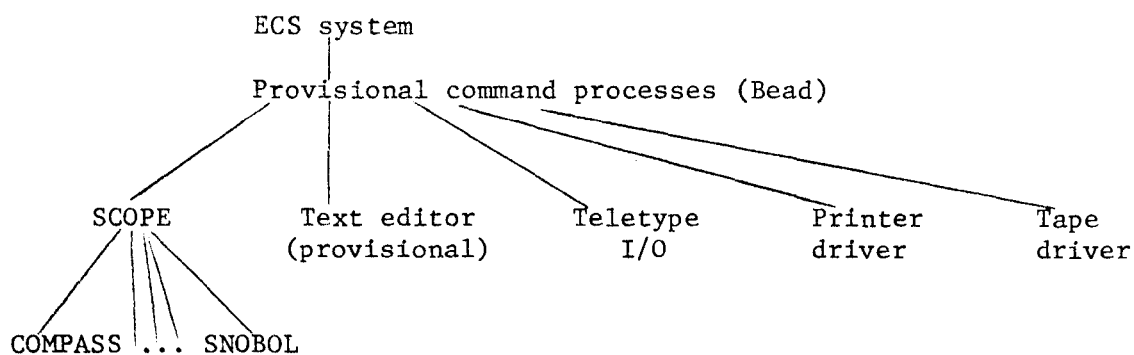 ECS system
Provisional command processes (Bead)
SCOPE Text editor Teletype Printer Tape
(provisional) I/O driver driver
COMPASS ... SNOBOL